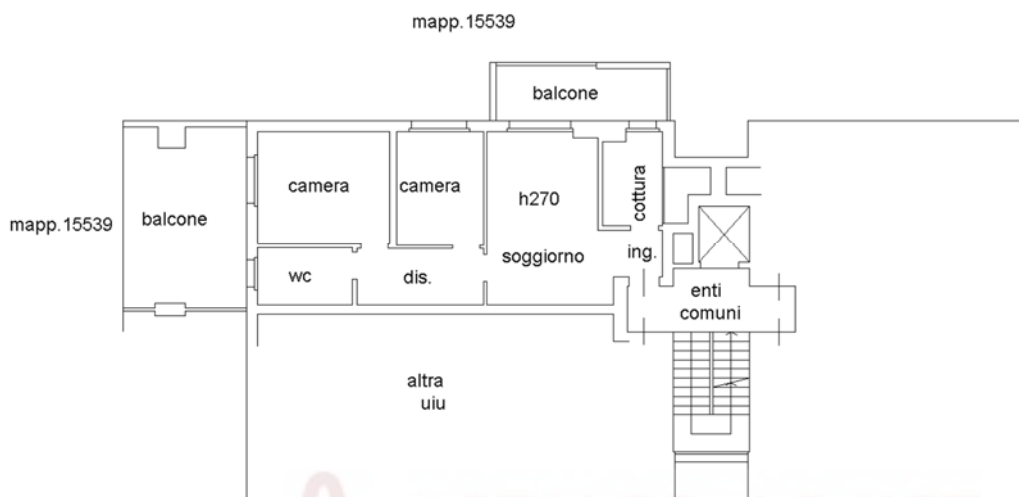 mapp.15539
balcone
camera
camera
h270
cottura
mapp.15539
balcone
soggiorno
ing.
wc
dis.
enti
comuni
altra
uiu